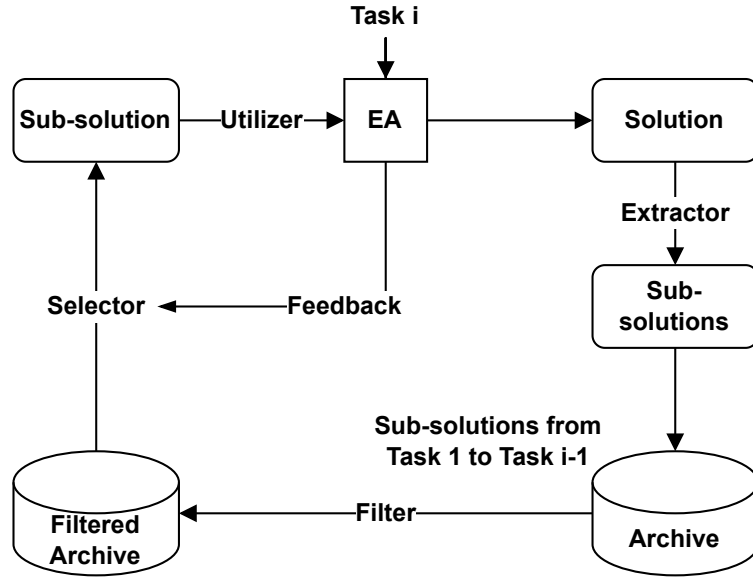 Task i
Sub-solution
Utilizer
EA
Solution
Extractor
Selector
Feedback
Sub-
solutions
Sub-solutions from
Task 1 to Task i-1
Filtered
Archive
Filter
Archive